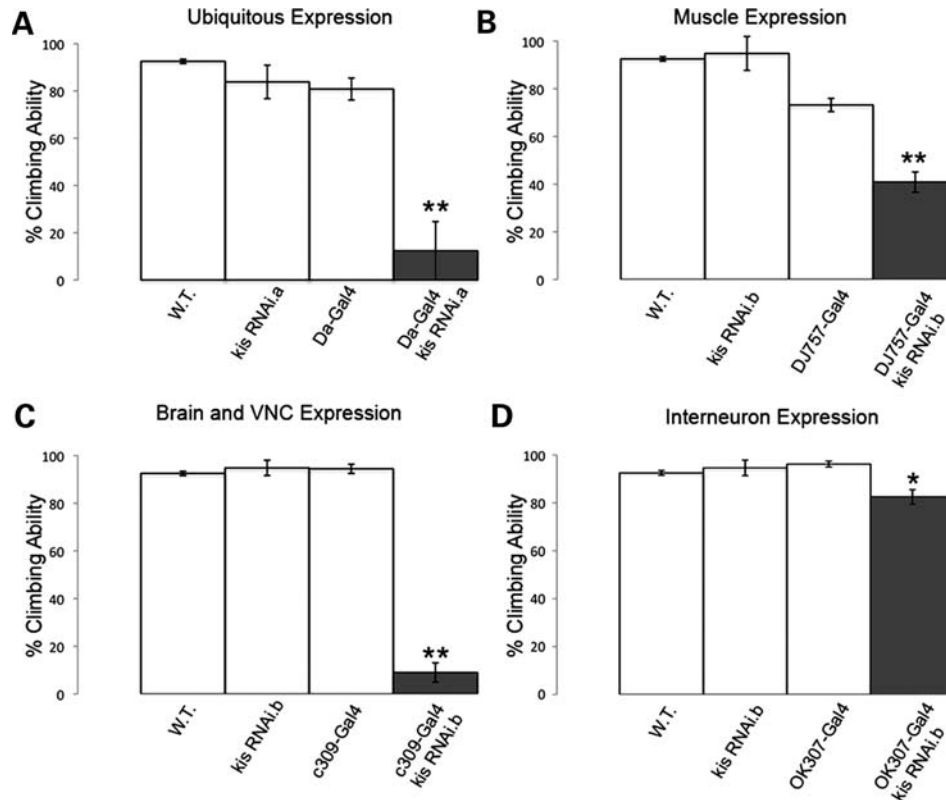 A
Ubiquitous Expression
% Climbing Ability
100
80
60
40
20
0
**
W.T.
kis RNAi.a
Da-Gal4
Da-Gal4
kis RNAi.a
B
Muscle Expression
% Climbing Ability
100
80
60
40
20
0
**
W.T.
kis RNAi.b
DJ757-Gal4
DJ757-Gal4
kis RNAi.b
C
Brain and VNC Expression
% Climbing Ability
100
80
60
40
20
0
**
W.T.
kis RNAi.b
c309-Gal4
c309-Gal4
kis RNAi.b
D
Interneuron Expression
% Climbing Ability
100
80
60
40
20
0
*
W.T.
kis RNAi.b
OK307-Gal4
OK307-Gal4
kis RNAi.b